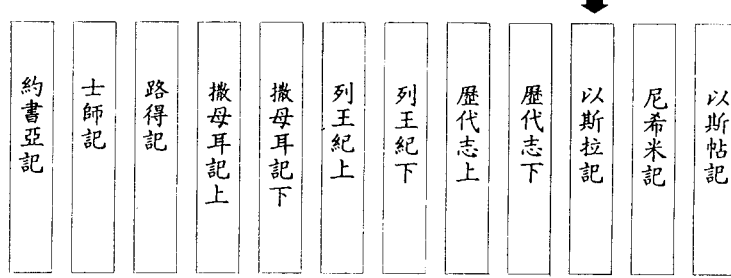 約書亞記
士師記
路得記
撒母耳記上
撒母耳記下
列王紀上
列王紀下
歷代志上
歷代志下
以斯拉記
尼希米記
以斯帖記